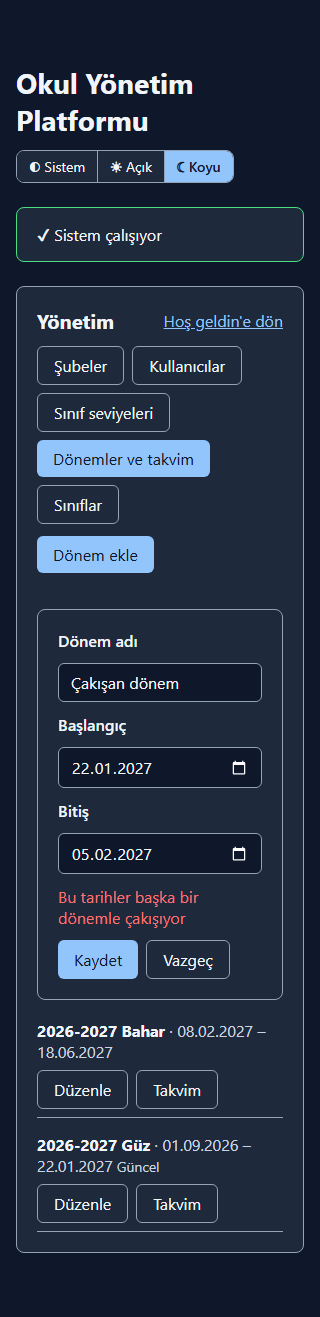 Okul Yönetim
Platformu
Sistem
Açık
Koyu
✓ Sistem çalışıyor
Yönetim
Hoş geldin'e dön
Şubeler
Kullanıcılar
Sınıf seviyeleri
Dönemler ve takvim
Sınıflar
Dönem ekle
Dönem adı
Çakışan dönem
Başlangıç
22.01.2027
Bitiş
05.02.2027
Bu tarihler başka bir
dönemle çakışıyor
Kaydet
Vazgeç
2026-2027 Bahar · 08.02.2027 –
18.06.2027
Düzenle
Takvim
2026-2027 Güz · 01.09.2026 –
22.01.2027 Güncel
Düzenle
Takvim